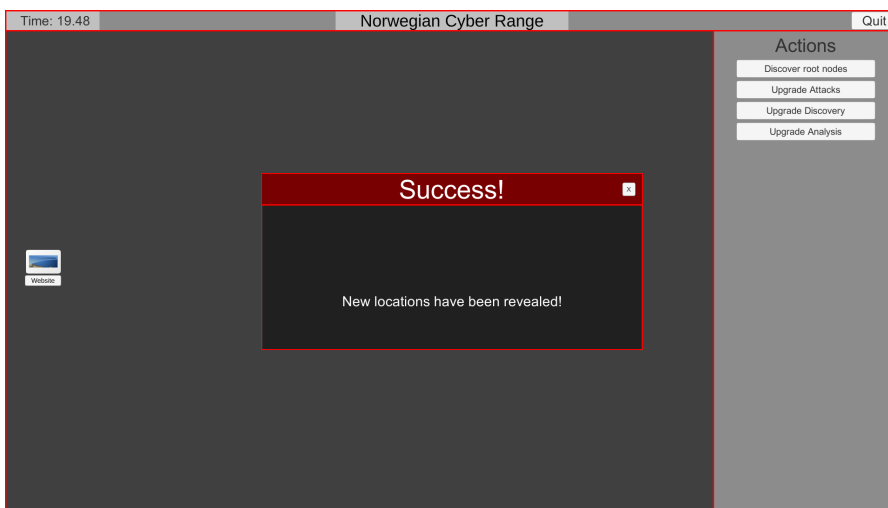 Time: 19.48
Norwegian Cyber Range
Quit
Actions
Discover root nodes
Upgrade Attacks
Upgrade Discovery
Upgrade Analysis
Success!
X
New locations have been revealed!
Website